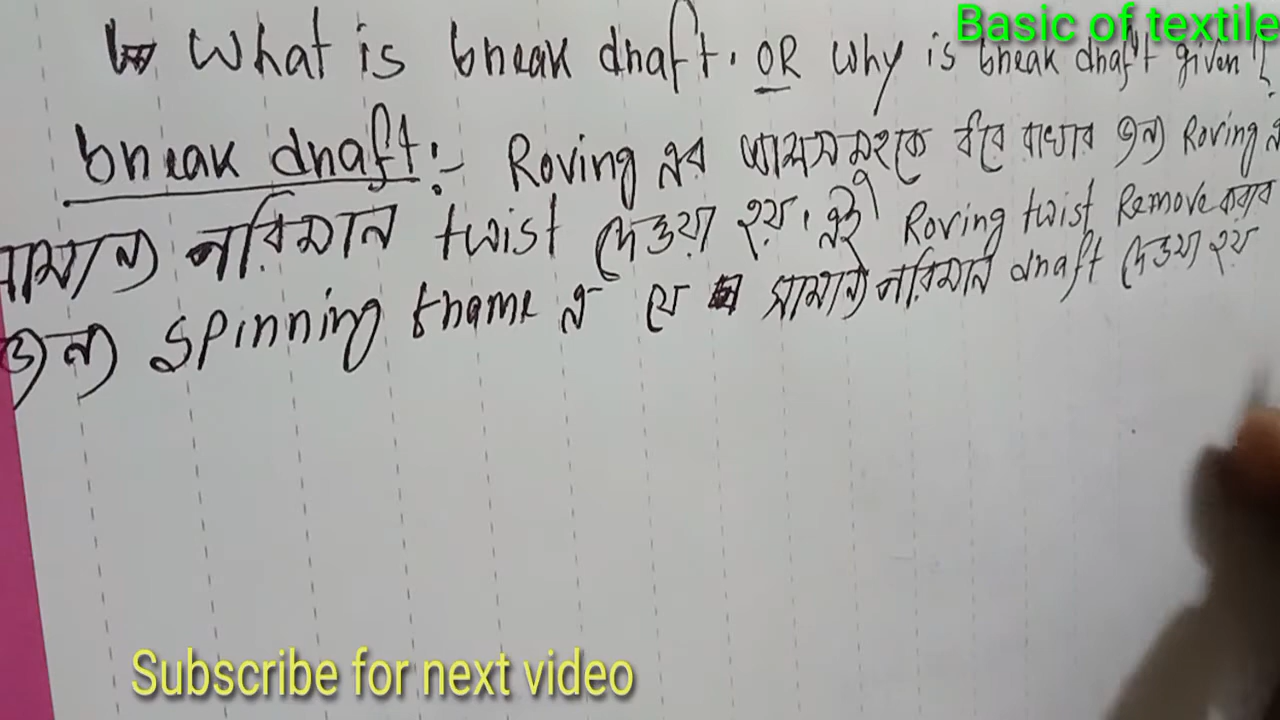 Basic of textile
What is break draft. OR Why is break draft given?
break draft:- Roving এর আঁশসমূহকে ধরে রাখার জন্য Roving এ
সামান্য পরিমান twist দেওয়া হয়। এই Roving twist Remove করার
জন্য Spinning frame এ যে সামান্য পরিমান draft দেওয়া হয়
Subscribe for next video